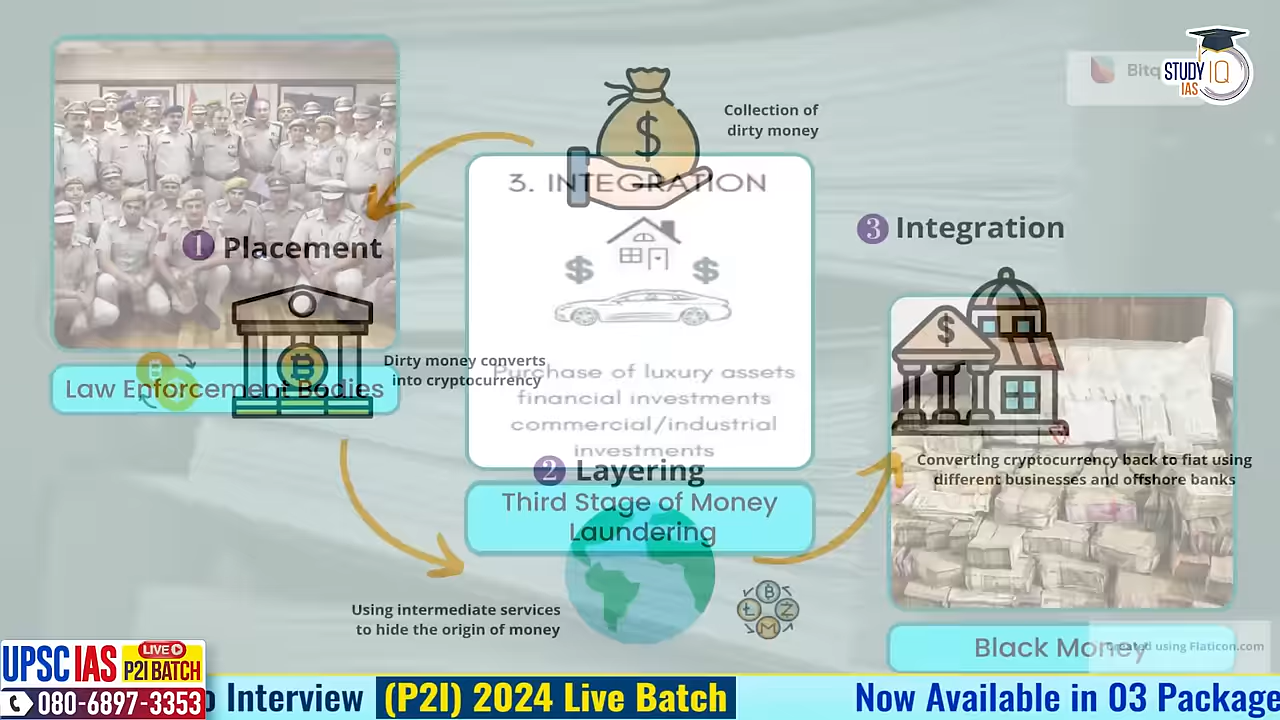 STUDY IQ
IAS
Bitq
Collection of
dirty money
3. INTEGRATION
1 Placement
3 Integration
Dirty money converts
into cryptocurrency
Law Enforcement Bodies
Purchase of luxury assets
financial investments
commercial/industrial
investments
2 Layering
Third Stage of Money
Laundering
Converting cryptocurrency back to fiat using
different businesses and offshore banks
Using intermediate services
to hide the origin of money
Black Money
Created using Flaticon.com
UPSC IAS LIVE P2I BATCH
080-6897-3353
o Interview (P2I) 2024 Live Batch Now Available in 03 Package